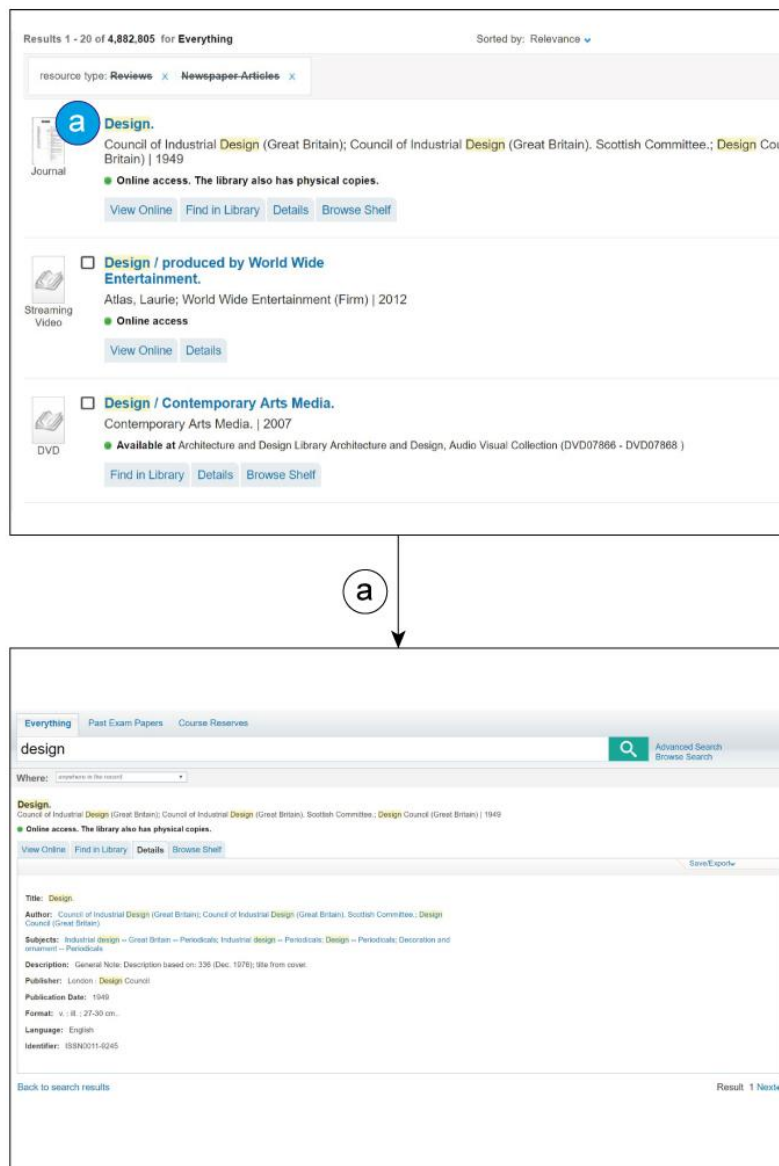 Results 1 - 20 of 4,882,805 for Everything
Sorted by: Relevance
resource type: Reviews x Newspaper Articles x
a
Design.
Council of Industrial Design (Great Britain); Council of Industrial Design (Great Britain). Scottish Committee.; Design Cou
Britain) | 1949
Journal
Online access. The library also has physical copies.
View Online Find in Library Details Browse Shelf
Design / produced by World Wide
Entertainment.
Atlas, Laurie; World Wide Entertainment (Firm) | 2012
Streaming
Video
Online access
View Online Details
Design / Contemporary Arts Media.
Contemporary Arts Media. | 2007
DVD
Available at Architecture and Design Library Architecture and Design, Audio Visual Collection (DVD07866 - DVD07868 )
Find in Library Details Browse Shelf
a
Everything Past Exam Papers Course Reserves
design
Advanced Search
Browse Search
Where: anywhere in the record
Design.
Council of Industrial Design (Great Britain); Council of Industrial Design (Great Britain). Scottish Committee.; Design Council (Great Britain) | 1949
Online access. The library also has physical copies.
View Online Find in Library Details Browse Shelf
Save/Export
Title: Design.
Author: Council of Industrial Design (Great Britain); Council of Industrial Design (Great Britain). Scottish Committee.; Design
Council (Great Britain)
Subjects: Industrial design -- Great Britain -- Periodicals; Industrial design -- Periodicals; Design -- Periodicals; Decoration and
ornament -- Periodicals
Description: General Note: Description based on: 336 (Dec. 1976); title from cover.
Publisher: London : Design Council
Publication Date: 1949
Format: v. : ill. ; 27-30 cm..
Language: English
Identifier: ISSN0011-9245
Back to search results
Result 1 Next